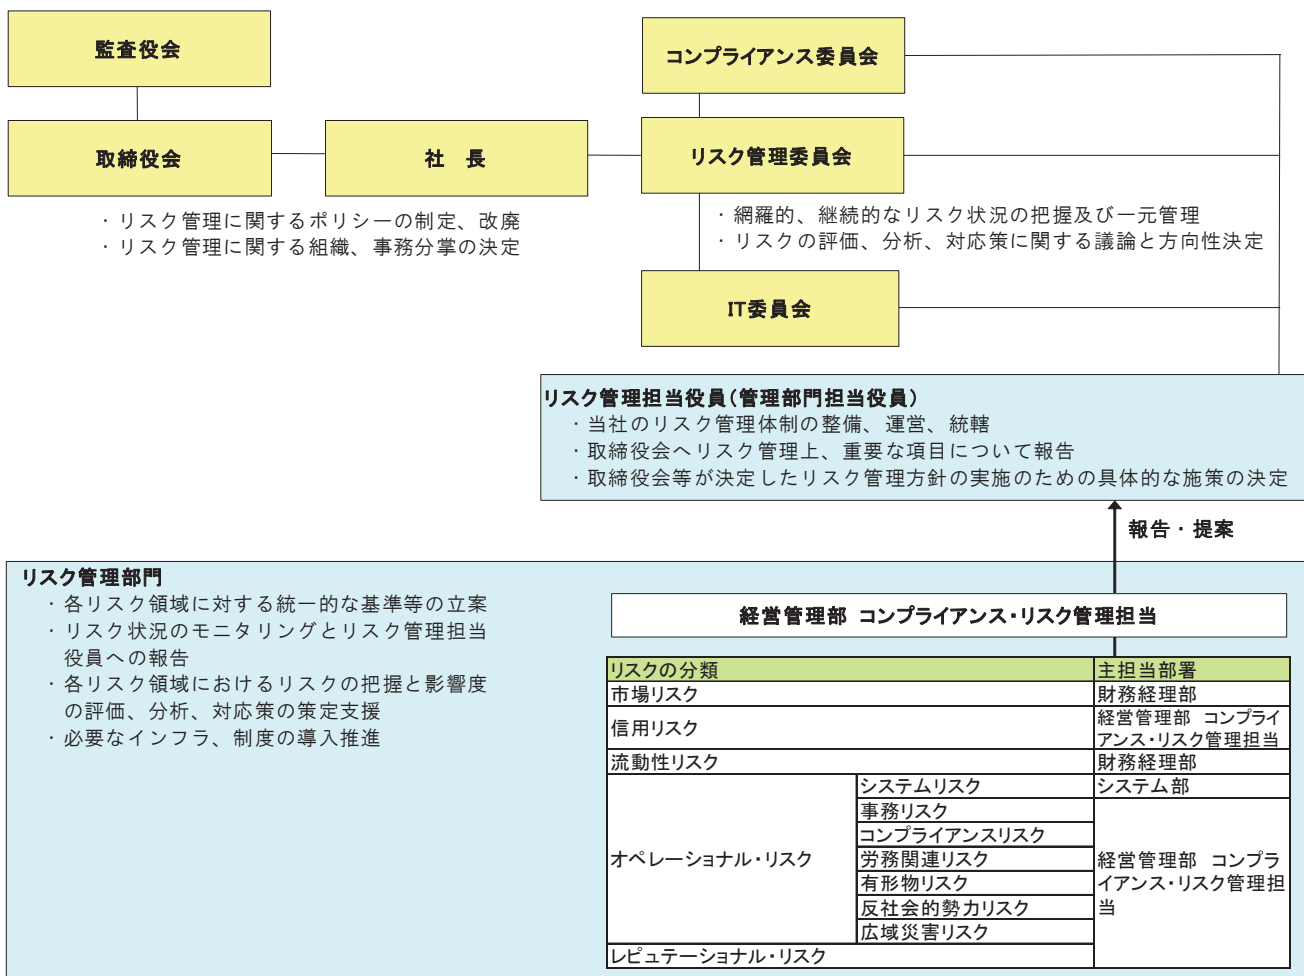 監査役会
コンプライアンス委員会
取締役会
社　長
リスク管理委員会
・リスク管理に関するポリシーの制定、改廃
・リスク管理に関する組織、事務分掌の決定
・網羅的、継続的なリスク状況の把握及び一元管理
・リスクの評価、分析、対応策に関する議論と方向性決定
IT委員会
リスク管理担当役員(管理部門担当役員)
・当社のリスク管理体制の整備、運営、統轄
・取締役会へリスク管理上、重要な項目について報告
・取締役会等が決定したリスク管理方針の実施のための具体的な施策の決定
報告・提案
リスク管理部門
・各リスク領域に対する統一的な基準等の立案
・リスク状況のモニタリングとリスク管理担当
役員への報告
・各リスク領域におけるリスクの把握と影響度
の評価、分析、対応策の策定支援
・必要なインフラ、制度の導入推進
経営管理部 コンプライアンス・リスク管理担当
リスクの分類 主担当部署
市場リスク 財務経理部
信用リスク 経営管理部 コンプライ
アンス・リスク管理担当
流動性リスク 財務経理部
オペレーショナル・リスク
システムリスク システム部
事務リスク
コンプライアンスリスク
労務関連リスク
有形物リスク
反社会的勢力リスク
広域災害リスク
経営管理部 コンプラ
イアンス・リスク管理担
当
レピュテーショナル・リスク